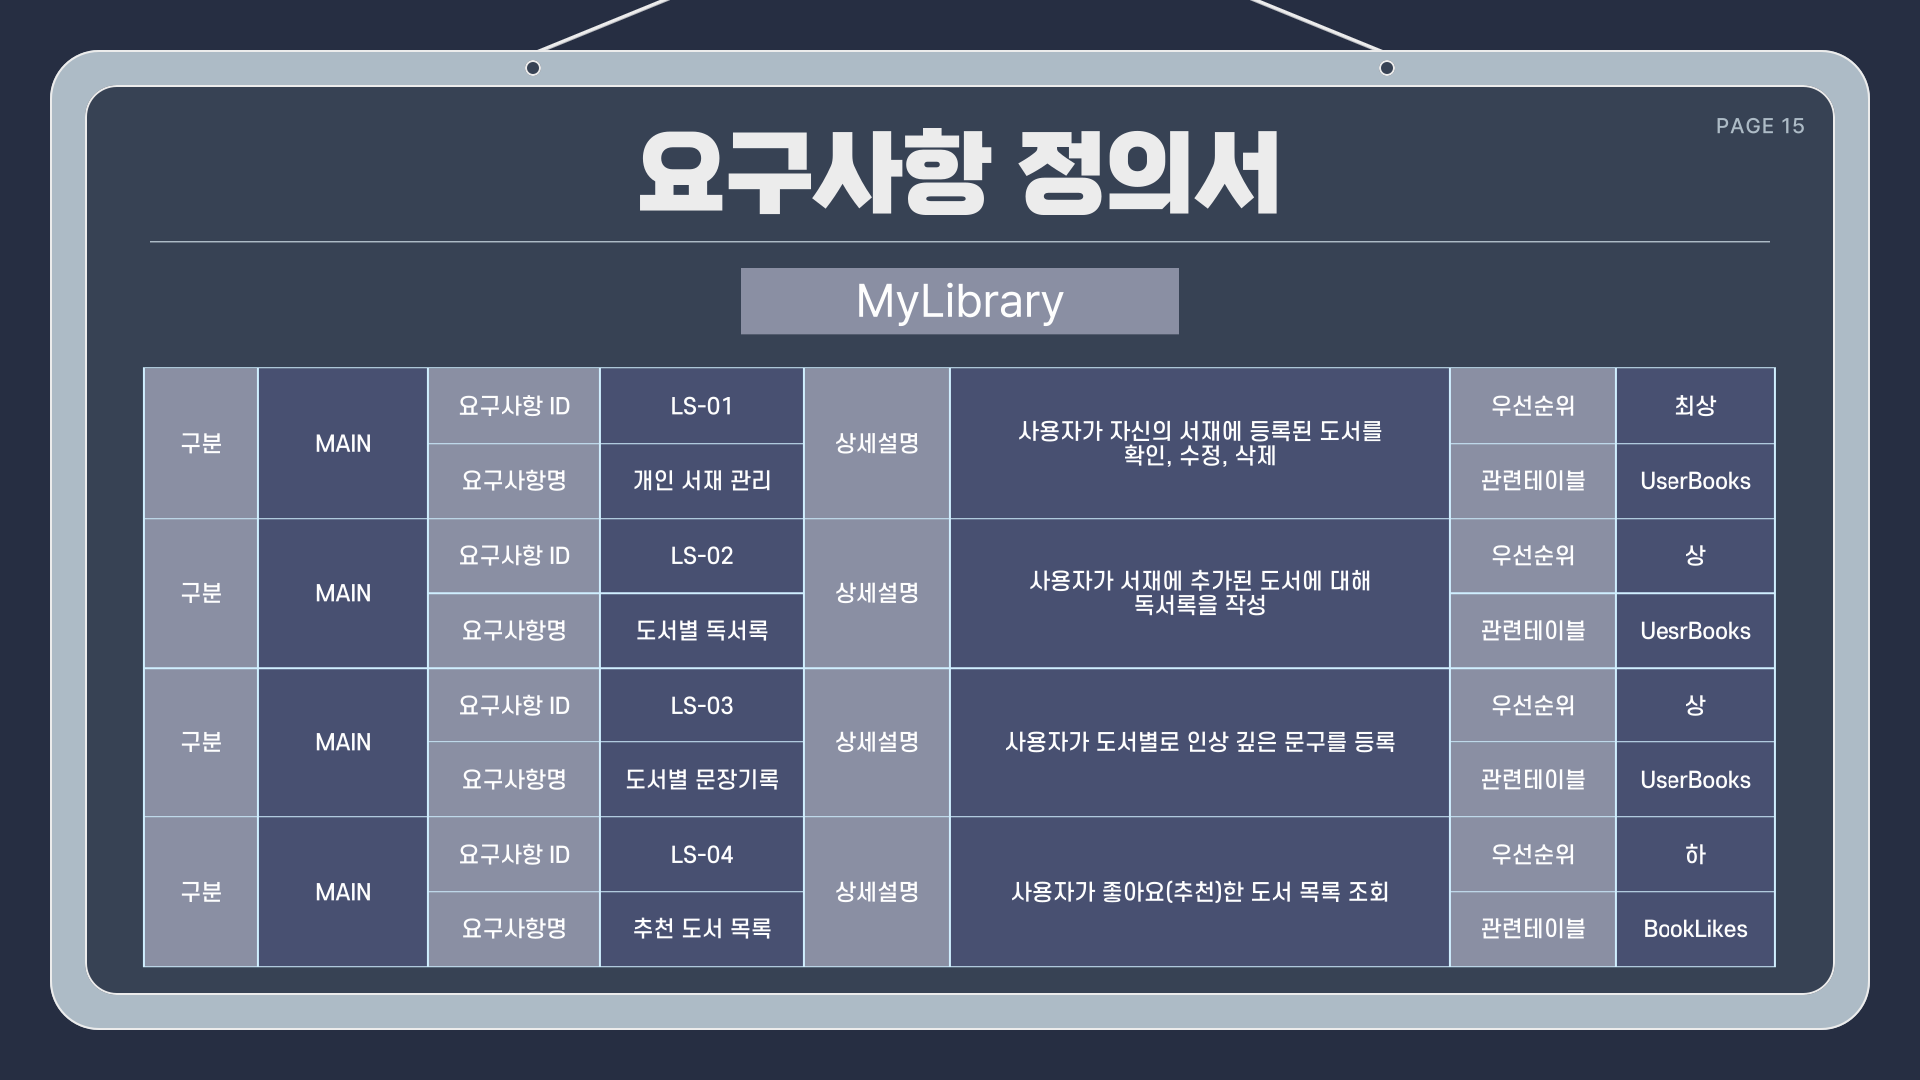 PAGE 15
요구사항 정의서
MyLibrary
구분 MAIN 요구사항 ID LS-01 상세설명 사용자가 자신의 서재에 등록된 도서를 우선순위 최상
확인, 수정, 삭제
요구사항명 개인 서재 관리 관련테이블 UserBooks
구분 MAIN 요구사항 ID LS-02 상세설명 사용자가 서재에 추가된 도서에 대해 우선순위 상
독서록을 작성
요구사항명 도서별 독서록 관련테이블 UesrBooks
구분 MAIN 요구사항 ID LS-03 상세설명 사용자가 도서별로 인상 깊은 문구를 등록 우선순위 상
요구사항명 도서별 문장기록 관련테이블 UserBooks
구분 MAIN 요구사항 ID LS-04 상세설명 사용자가 좋아요(추천)한 도서 목록 조회 우선순위 하
요구사항명 추천 도서 목록 관련테이블 BookLikes